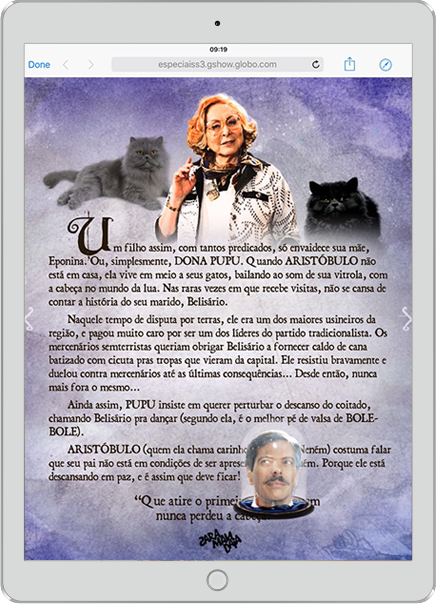 09:19
Done
especiaiss3.gshow.globo.com
Um filho assim, com tantos predicados, só envaidece sua mãe,
Eponina. Ou, simplesmente, DONA PUPU. Quando ARISTÓBULO não
está em casa, ela vive em meio a seus gatos, bailando ao som de sua vitrola, com
a cabeça no mundo da lua. Nas raras vezes em que recebe visitas, não se cansa de
contar a história do seu marido, Belisário.
Naquele tempo de disputa por terras, ele era um dos maiores usineiros da
região, e pagou muito caro por ser um dos líderes do partido tradicionalista. Os
mercenários semterristas queriam obrigar Belisário a fornecer caldo de cana
batizado com cicuta pras tropas que vieram da capital. Ele resistiu bravamente e
duelou contra mercenários até as últimas consequências... Desde então, nunca
mais fora o mesmo...
Ainda assim, PUPU insiste em querer perturbar o descanso do coitado,
chamando Belisário pra dançar (segundo ela, é o melhor pé de valsa de BOLE-
BOLE).
ARISTÓBULO (quem ela chama carinho Neném) costuma falar
que seu pai não está em condições de ser aprese Porque ele está
descansando em paz, e é assim que deve ficar!
“Que atire o primei
nunca perdeu a cabeça
SARAMANDAIA